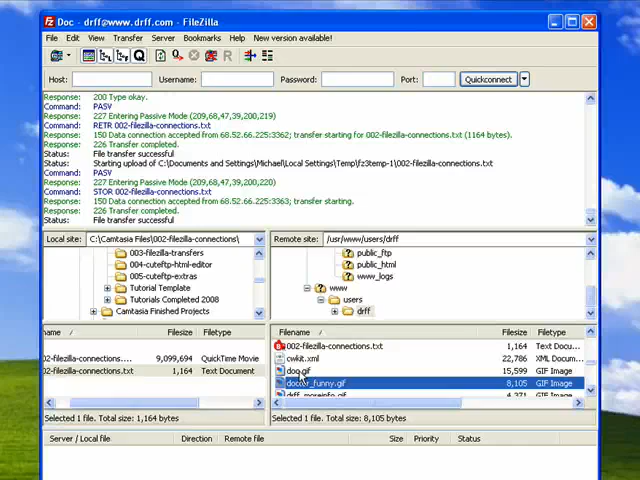 Doc - drff@www.drff.com - FileZilla
File Edit View Transfer Server Bookmarks Help New version available!
Host: Username: Password: Port: Quickconnect
Response: 200 Type okay.
Command: PASV
Response: 227 Entering Passive Mode (209,68,47,39,200,219)
Command: RETR 002-filezilla-connections.txt
Response: 150 Data connection accepted from 68.52.66.225:3362; transfer starting for 002-filezilla-connections.txt (1164 bytes).
Response: 226 Transfer completed.
Status: File transfer successful
Status: Starting upload of C:\Documents and Settings\Michael\Local Settings\Temp\fz3temp-1\002-filezilla-connections.txt
Command: PASV
Response: 227 Entering Passive Mode (209,68,47,39,200,220)
Command: STOR 002-filezilla-connections.txt
Response: 150 Data connection accepted from 68.52.66.225:3363; transfer starting.
Response: 226 Transfer completed.
Status: File transfer successful
Local site: C:\Camtasia Files\002-filezilla-connections\
003-filezilla-transfers
004-cuteftp-html-editor
005-cuteftp-extras
Tutorial Template
Tutorials Completed 2008
Camtasia Finished Projects
Remote site: /usr/www/users/drff
public_ftp
public_html
www_logs
www
users
drff
Filesize Filetype
9,099,694 QuickTime Movie
1,164 Text Document
Selected 1 file. Total size: 1,164 bytes
Filename Filesize Filetype
002-filezilla-connections.txt 1,164 Text Docu...
cwkit.xml 22,786 XML Docum...
doc.gif 15,599 GIF Image
doctor_funny.gif 8,105 GIF Image
drff_moreinfo.gif 4,371 GIF Image
Selected 1 file. Total size: 8,105 bytes
Server / Local file Direction Remote file Size Priority Status